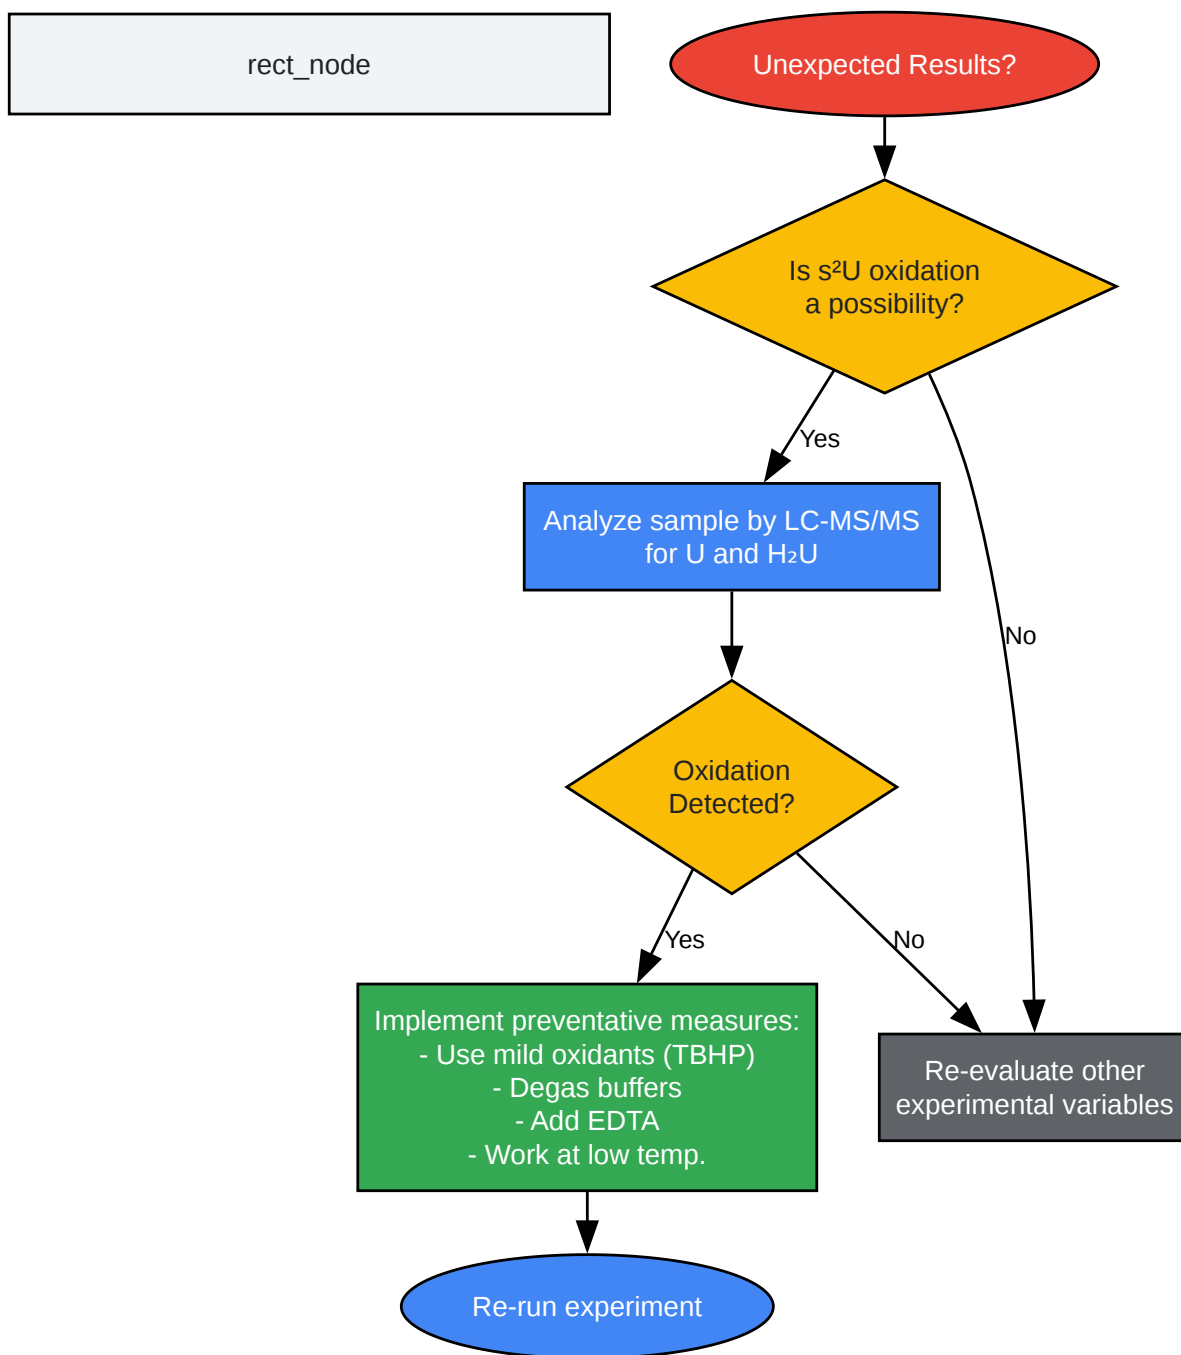 rect_node
Unexpected Results?
Is s²U oxidation
a possibility?
Yes
Analyze sample by LC-MS/MS
for U and H₂U
No
Oxidation
Detected?
Yes
No
Implement preventative measures:
- Use mild oxidants (TBHP)
- Degas buffers
- Add EDTA
- Work at low temp.
Re-evaluate other
experimental variables
Re-run experiment